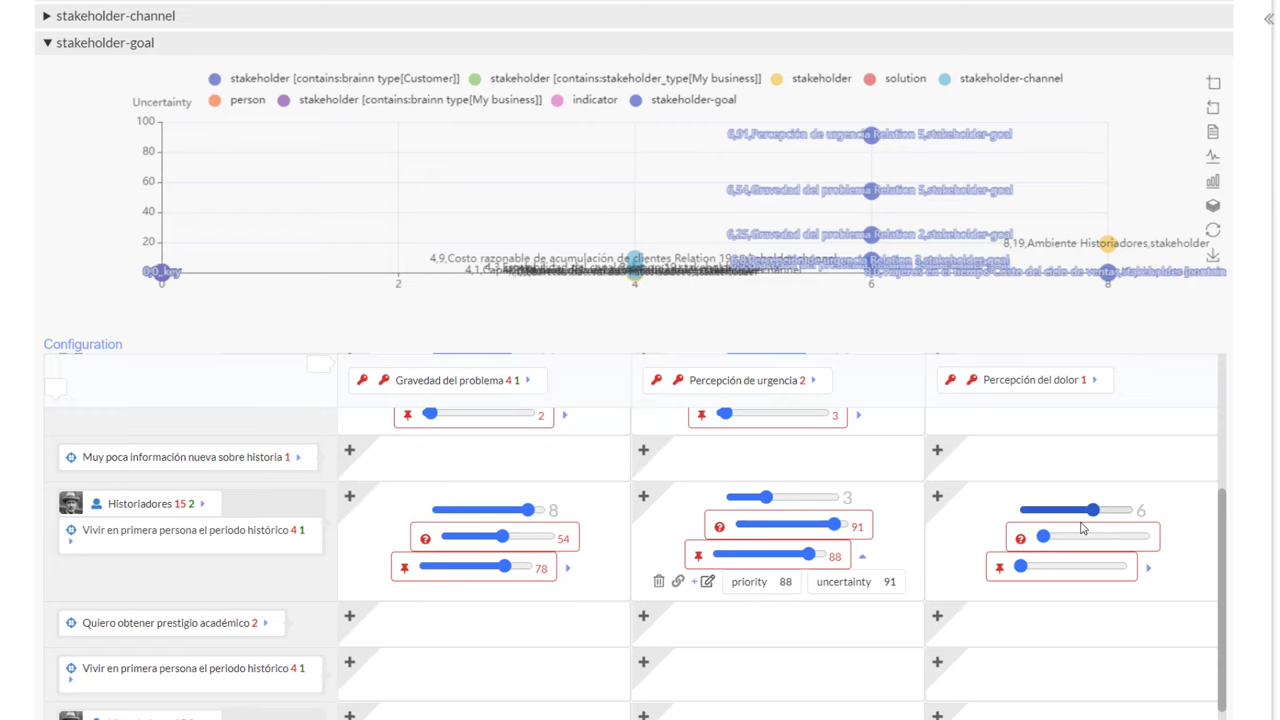 stakeholder-channel
stakeholder-goal
stakeholder [contains:brainn type[Customer]] stakeholder [contains:stakeholder_type[My business]] stakeholder solution stakeholder-channel
person stakeholder [contains:brainn type[My business]] indicator stakeholder-goal
Uncertainty
100
6,91,Percepción de urgencia Relation 5,stakeholder-goal
80
60
6,54,Gravedad del problema Relation 5,stakeholder-goal
40
6,25,Gravedad del problema Relation 2,stakeholder-goal
20
8,19,Ambiente Historiadores,stakeholder
4,9,Costo razonable de acumulación de clientes Relation
0,0,,key
0 2 4 6 8
Configuration
Gravedad del problema 4 1 Percepción de urgencia 2 Percepción del dolor 1
2 3
Muy poca información nueva sobre historia 1
Historiadores 15 2
8 3 6
Vivir en primera persona el periodo histórico 4 1
54 91
78 88
priority 88 uncertainty 91
Quiero obtener prestigio académico 2
Vivir en primera persona el periodo histórico 4 1